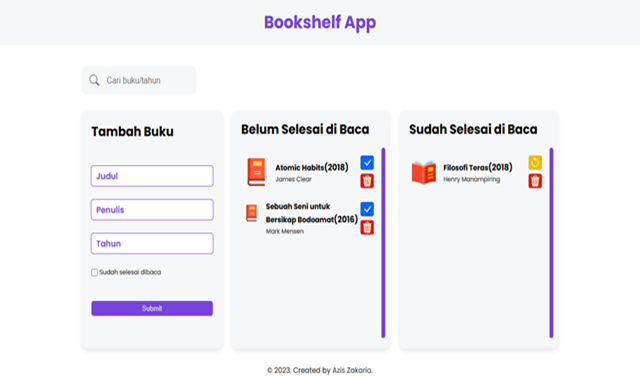 Bookshelf App
Cari buku/tahun
Tambah Buku
Judul
Penulis
Tahun
Sudah selesai dibaca
Submit
Belum Selesai di Baca
Atomic Habits(2018)
James Clear
Sebuah Seni untuk
Bersikap Bodoamat(2016)
Mark Mensen
Sudah Selesai di Baca
Filosofi Teras(2018)
Henry Manampiring
© 2023. Created by Azis Zakaria.